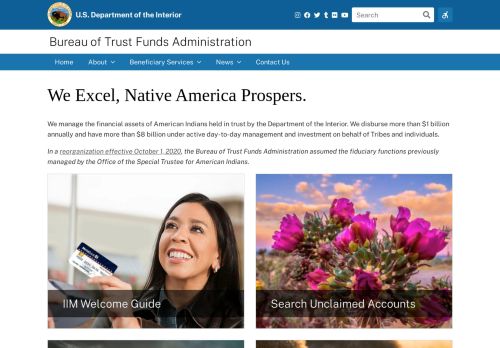 U.S. Department of the Interior
Search
Bureau of Trust Funds Administration
Home About Beneficiary Services News Contact Us
We Excel, Native America Prospers.
We manage the financial assets of American Indians held in trust by the Department of the Interior. We disburse more than $1 billion
annually and have more than $8 billion under active day-to-day management and investment on behalf of Tribes and individuals.
In a reorganization effective October 1, 2020, the Bureau of Trust Funds Administration assumed the fiduciary functions previously
managed by the Office of the Special Trustee for American Indians.
IIM Welcome Guide
Search Unclaimed Accounts